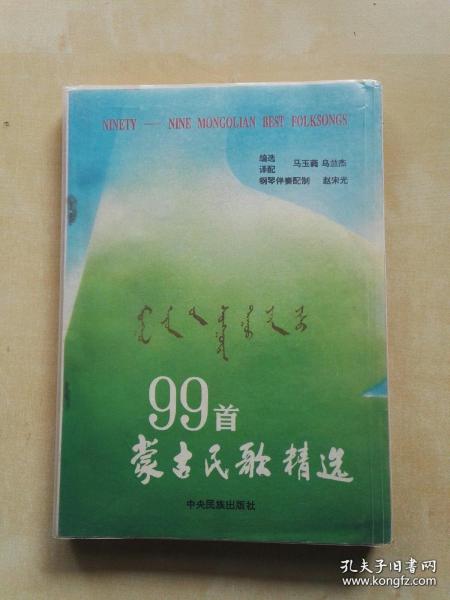 NINETY — NINE MONGOLIAN BEST FOLKSONGS
编选
译配 马玉蕤 乌兰杰
钢琴伴奏配制 赵宋光
99首
蒙古民歌精选
中央民族出版社
孔夫子旧书网
www.kongfz.com